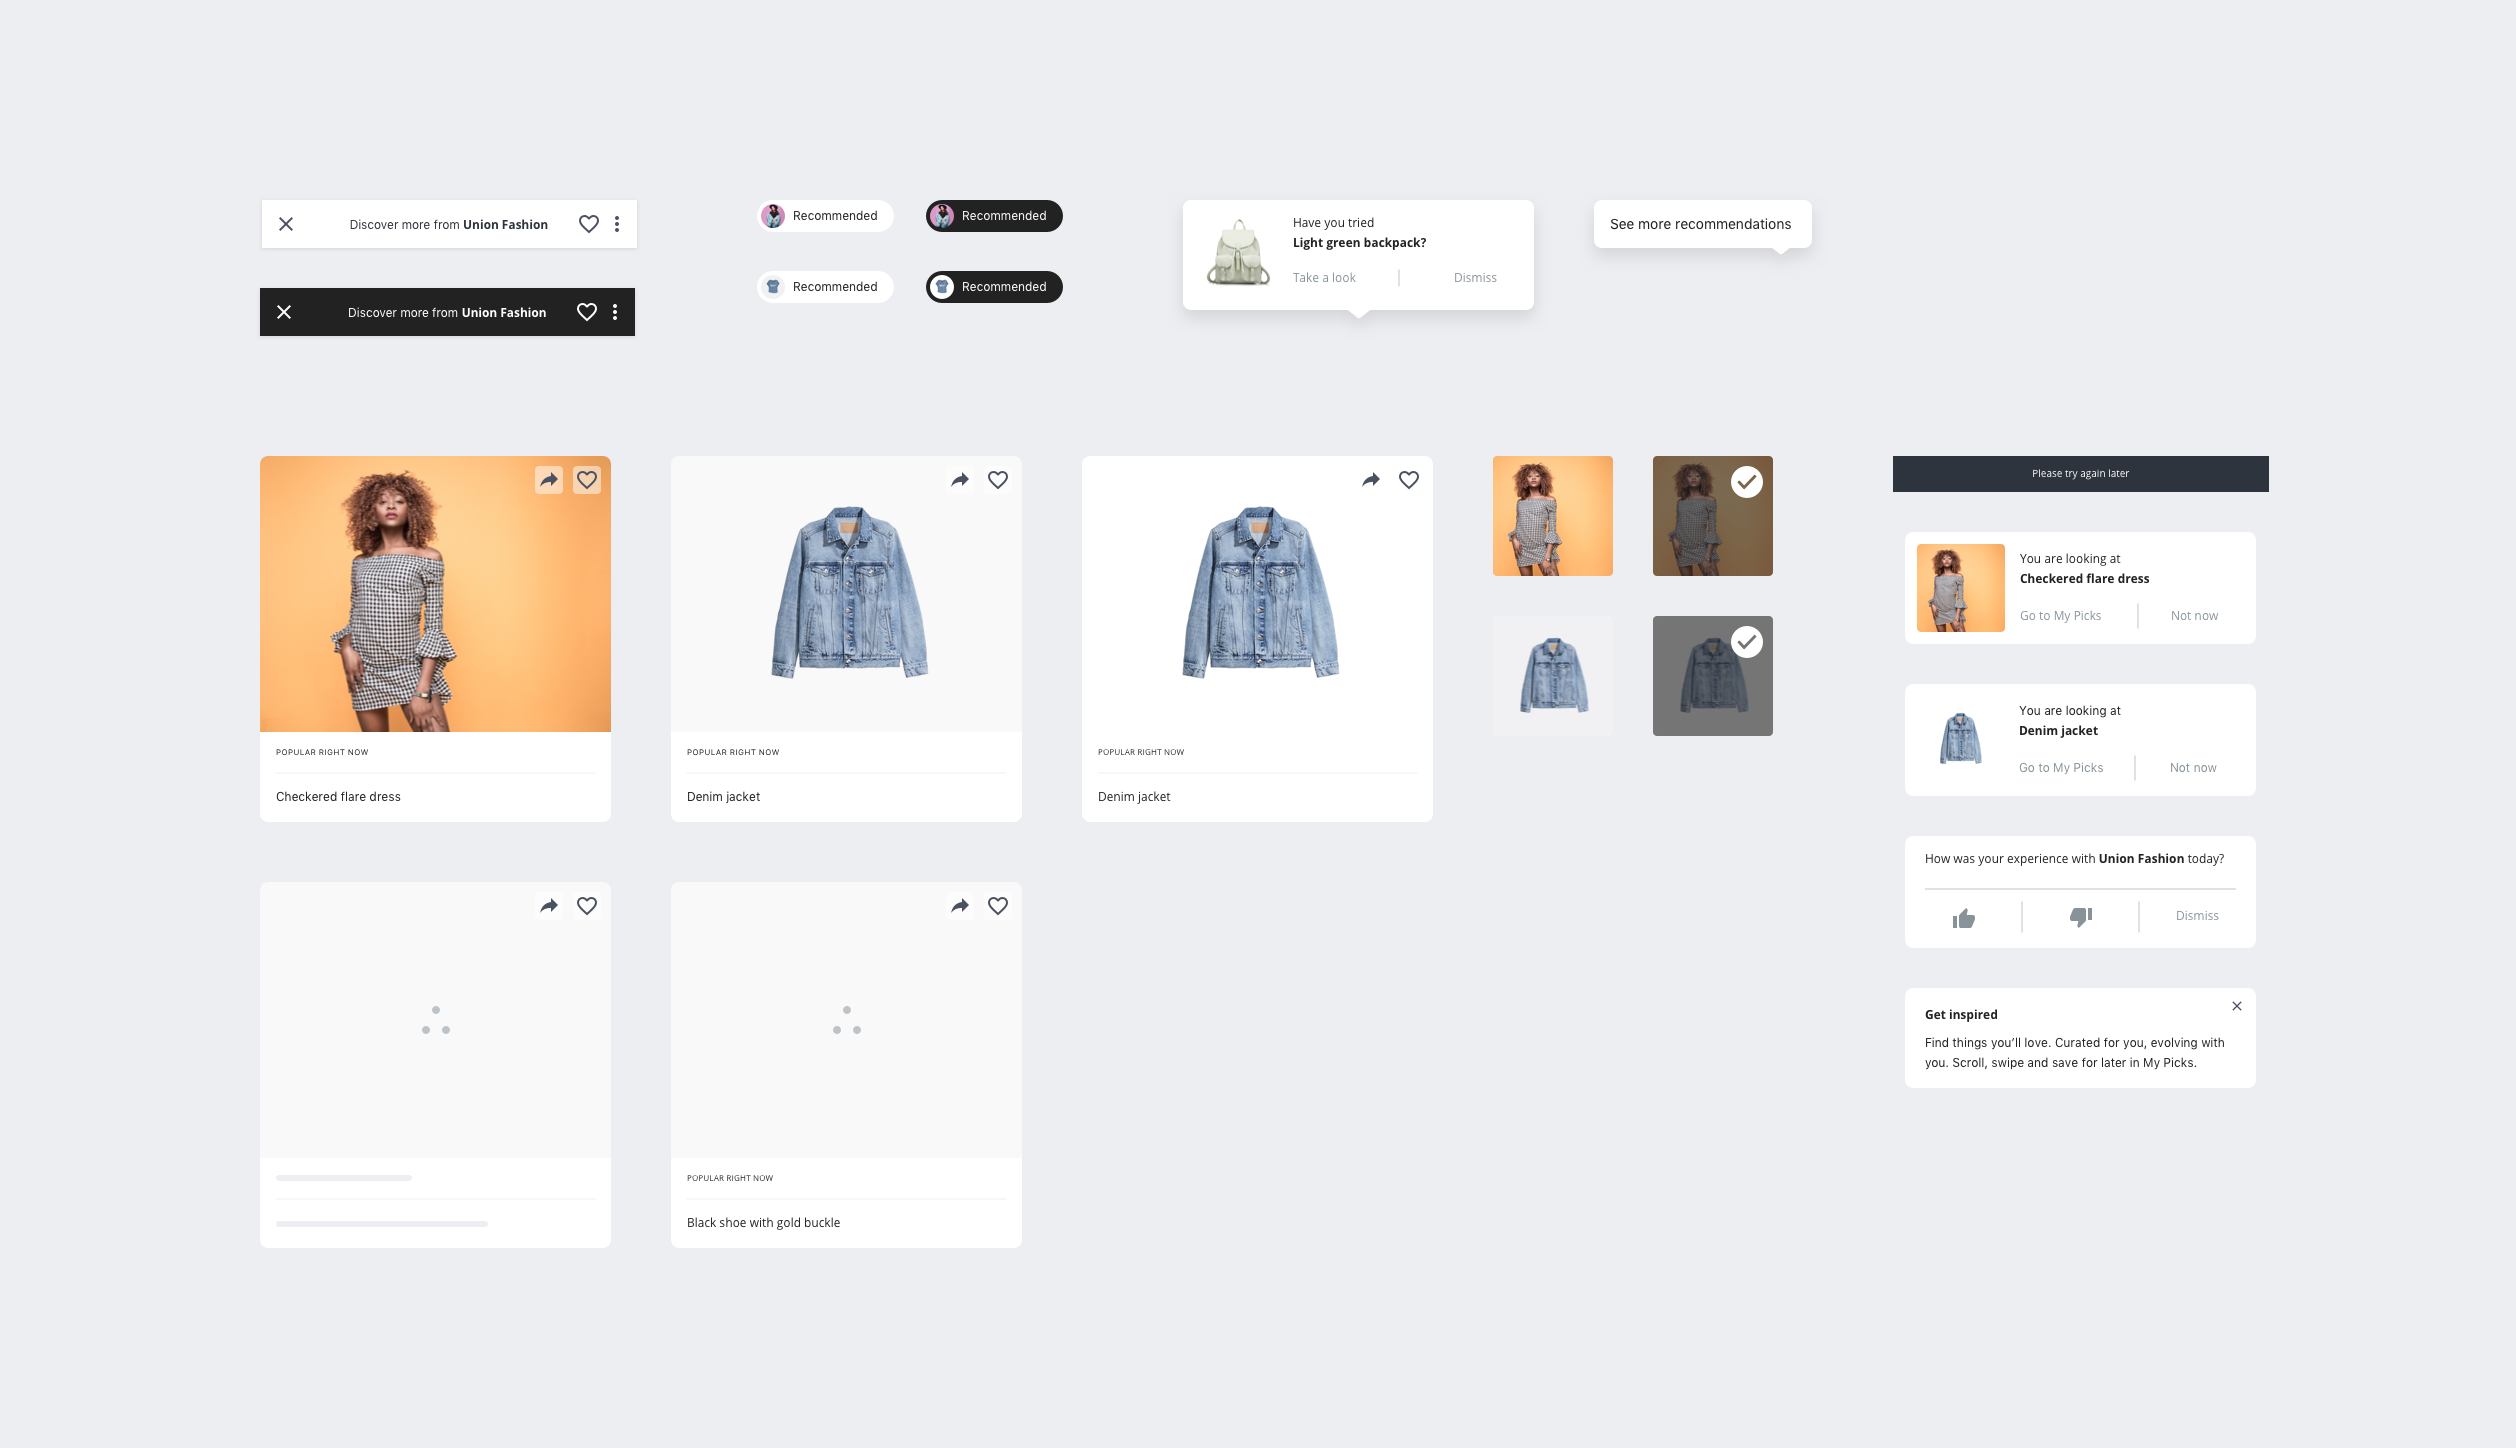 Discover more from Union Fashion
Discover more from Union Fashion
Recommended
Recommended
Recommended
Recommended
Have you tried
Light green backpack?
Take a look
Dismiss
See more recommendations
POPULAR RIGHT NOW
Checkered flare dress
POPULAR RIGHT NOW
Denim jacket
POPULAR RIGHT NOW
Denim jacket
POPULAR RIGHT NOW
Black shoe with gold buckle
Please try again later
You are looking at
Checkered flare dress
Go to My Picks
Not now
You are looking at
Denim jacket
Go to My Picks
Not now
How was your experience with Union Fashion today?
Dismiss
Get inspired
Find things you’ll love. Curated for you, evolving with
you. Scroll, swipe and save for later in My Picks.